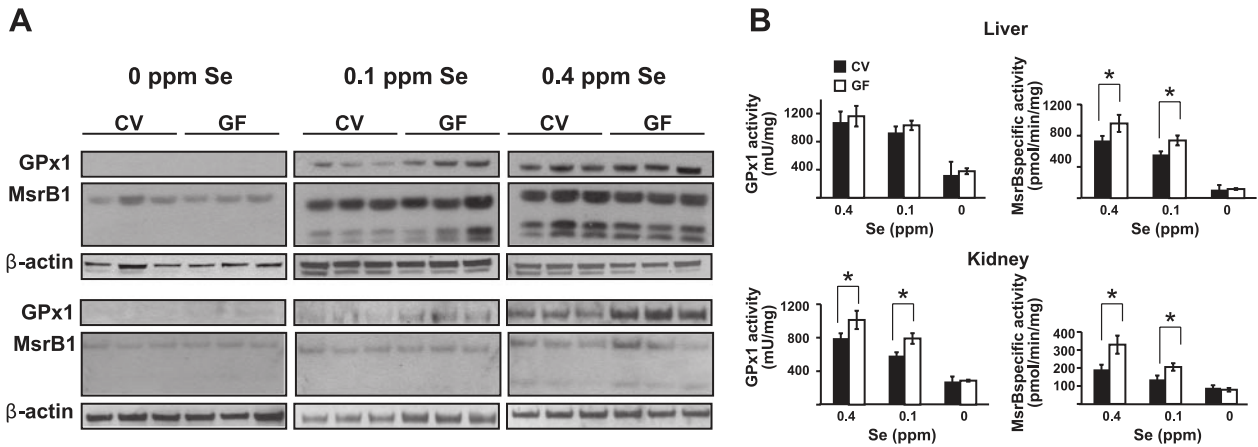 A
0 ppm Se 0.1 ppm Se 0.4 ppm Se
CV GF CV GF CV GF
GPx1
MsrB1
β-actin
GPx1
MsrB1
β-actin
B
Liver
CV
GF
GPx1 activity
(mU/mg)
1200
800
400
0.4 0.1 0
Se (ppm)
MsrBspecific activity
(pmol/min/mg)
1200
800
400
* *
0.4 0.1 0
Se (ppm)
Kidney
GPx1 activity
(mU/mg)
1200
800
400
* *
0.4 0.1 0
Se (ppm)
MsrBspecific activity
(pmol/min/mg)
400
300
200
100
* *
0.4 0.1 0
Se (ppm)